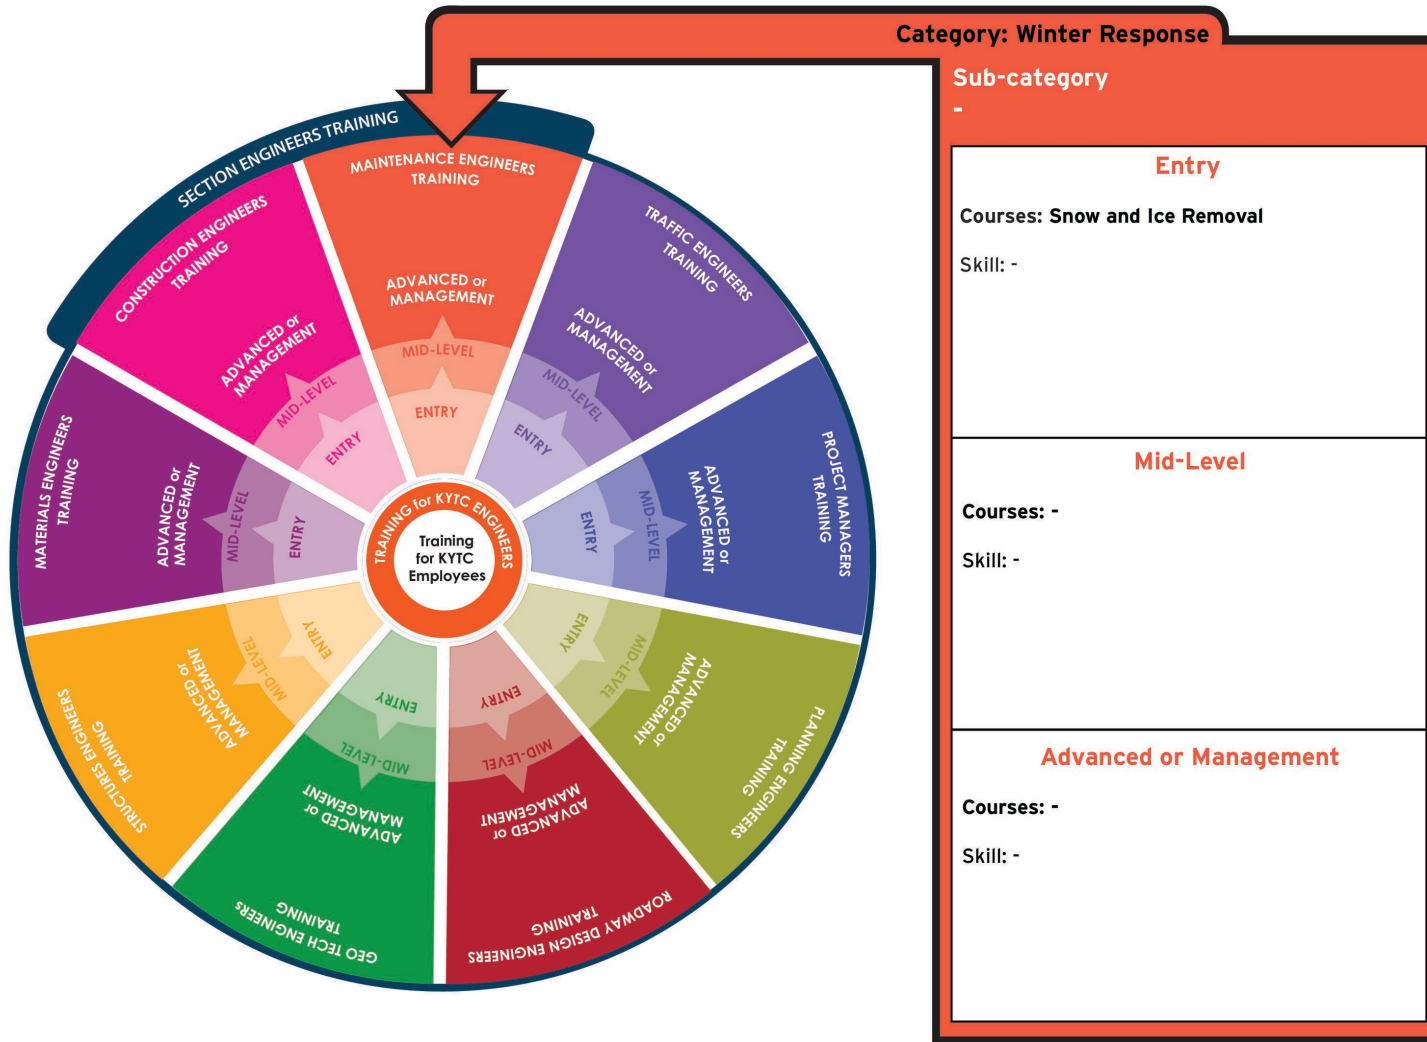 Category: Winter Response
Sub-category
-
Entry
Courses: Snow and Ice Removal
Skill: -
Mid-Level
Courses: -
Skill: -
Advanced or Management
Courses: -
Skill: -
SECTION ENGINEERS TRAINING
MAINTENANCE ENGINEERS
TRAINING
ADVANCED or
MANAGEMENT
MID-LEVEL
ENTRY
TRAFFIC ENGINEERS
TRAINING
ADVANCED or
MANAGEMENT
MID-LEVEL
ENTRY
PROJECT MANAGERS
TRAINING
ADVANCED or
MANAGEMENT
MID-LEVEL
ENTRY
PLANNING ENGINEERS
TRAINING
ADVANCED or
MANAGEMENT
MID-LEVEL
ENTRY
ROADWAY DESIGN ENGINEERS
TRAINING
ADVANCED or
MANAGEMENT
MID-LEVEL
ENTRY
GEO TECH ENGINEERs
TRAINING
ADVANCED or
MANAGEMENT
MID-LEVEL
ENTRY
STRUCTURES ENGINEERS
TRAINING
ADVANCED or
MANAGEMENT
MID-LEVEL
ENTRY
MATERIALS ENGINEERS
TRAINING
ADVANCED or
MANAGEMENT
MID-LEVEL
ENTRY
CONSTRUCTION ENGINEERS
TRAINING
ADVANCED or
MANAGEMENT
MID-LEVEL
ENTRY
TRAINING for KYTC ENGINEERS
Training
for KYTC
Employees